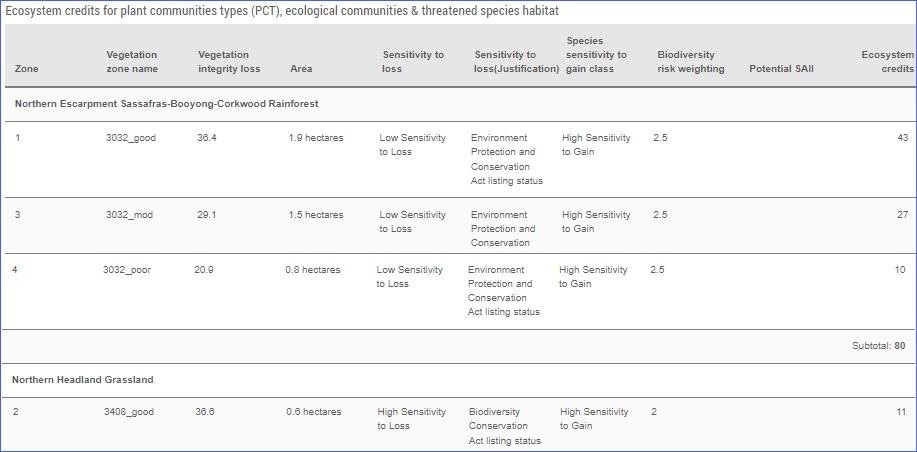 Ecosystem credits for plant communities types (PCT), ecological communities & threatened species habitat
Zone Vegetation zone name Vegetation integrity loss Area Sensitivity to loss Sensitivity to loss(Justification) Species sensitivity to gain class Biodiversity risk weighting Potential SAII Ecosystem credits
Northern Escarpment Sassafras-Booyong-Corkwood Rainforest
1 3032_good 36.4 1.9 hectares Low Sensitivity to Loss Environment Protection and Conservation Act listing status High Sensitivity to Gain 2.5 43
3 3032_mod 29.1 1.5 hectares Low Sensitivity to Loss Environment Protection and Conservation High Sensitivity to Gain 2.5 27
4 3032_poor 20.9 0.8 hectares Low Sensitivity to Loss Environment Protection and Conservation Act listing status High Sensitivity to Gain 2.5 10
Subtotal: 80
Northern Headland Grassland
2 3408_good 36.6 0.6 hectares High Sensitivity to Loss Biodiversity Conservation Act listing status High Sensitivity to Gain 2 11